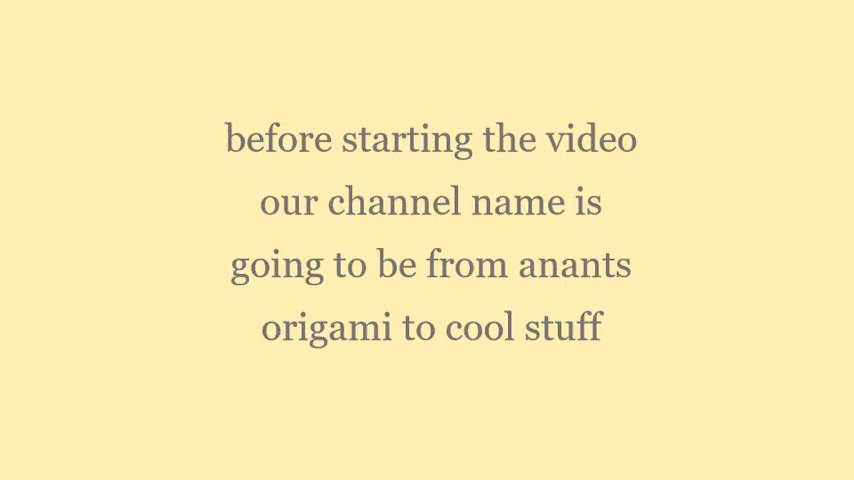 before starting the video
our channel name is
going to be from anants
origami to cool stuff